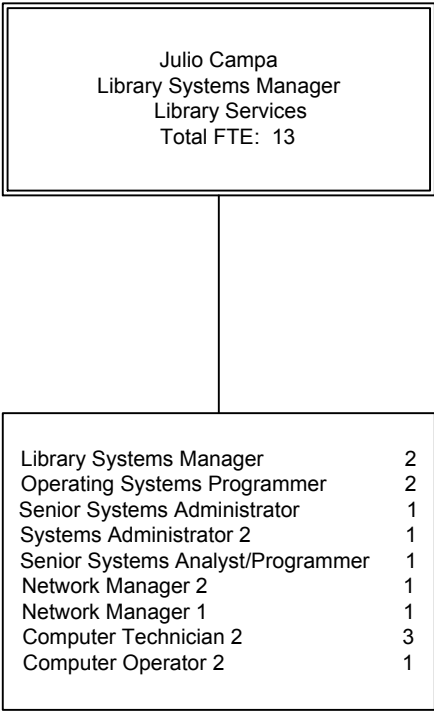 Julio Campa
Library Systems Manager
Library Services
Total FTE: 13
Library Systems Manager 2
Operating Systems Programmer 2
Senior Systems Administrator 1
Systems Administrator 2 1
Senior Systems Analyst/Programmer 1
Network Manager 2 1
Network Manager 1 1
Computer Technician 2 3
Computer Operator 2 1